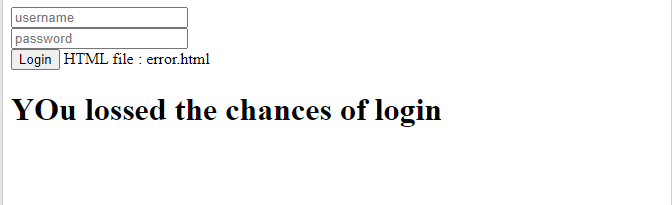 username
password
Login HTML file : error.html
YOu lossed the chances of login